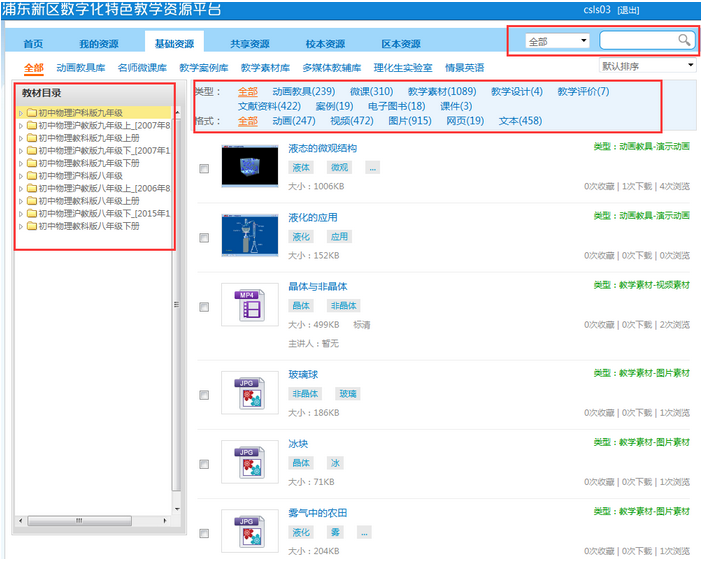 浦东新区数字化特色教学资源平台
csls03 [退出]
首页 我的资源 基础资源 共享资源 校本资源 区本资源
全部
全部 动画教具库 名师微课库 教学案例库 教学素材库 多媒体教辅库 理化生实验室 情景英语
默认排序
教材目录
初中物理沪科版九年级
初中物理沪教版九年级上_[2007年8
初中物理教科版九年级上册
初中物理沪教版九年级下_[2007年1
初中物理教科版九年级下册
初中物理沪科版八年级
初中物理沪教版八年级上_[2006年8
初中物理教科版八年级上册
初中物理沪教版八年级下_[2015年1
初中物理教科版八年级下册
类型： 全部 动画教具(239) 微课(310) 教学素材(1089) 教学设计(4) 教学评价(7)
文献资料(422) 案例(19) 电子图书(18) 课件(3)
格式： 全部 动画(247) 视频(472) 图片(915) 网页(19) 文本(458)
液态的微观结构
类型：动画教具-演示动画
液体 微观 ...
大小：1006KB
0次收藏 | 1次下载 | 4次浏览
液化的应用
类型：动画教具-演示动画
液化 应用
大小：152KB
0次收藏 | 0次下载 | 0次浏览
晶体与非晶体
类型：教学素材-视频素材
MP4
晶体 非晶体
大小：499KB 标清
0次收藏 | 0次下载 | 2次浏览
主讲人：暂无
玻璃球
类型：教学素材-图片素材
JPG
非晶体 玻璃
大小：186KB
0次收藏 | 0次下载 | 1次浏览
冰块
类型：教学素材-图片素材
JPG
晶体 冰
大小：71KB
0次收藏 | 0次下载 | 1次浏览
雾气中的农田
类型：教学素材-图片素材
JPG
液化 雾 ...
大小：204KB
0次收藏 | 0次下载 | 1次浏览